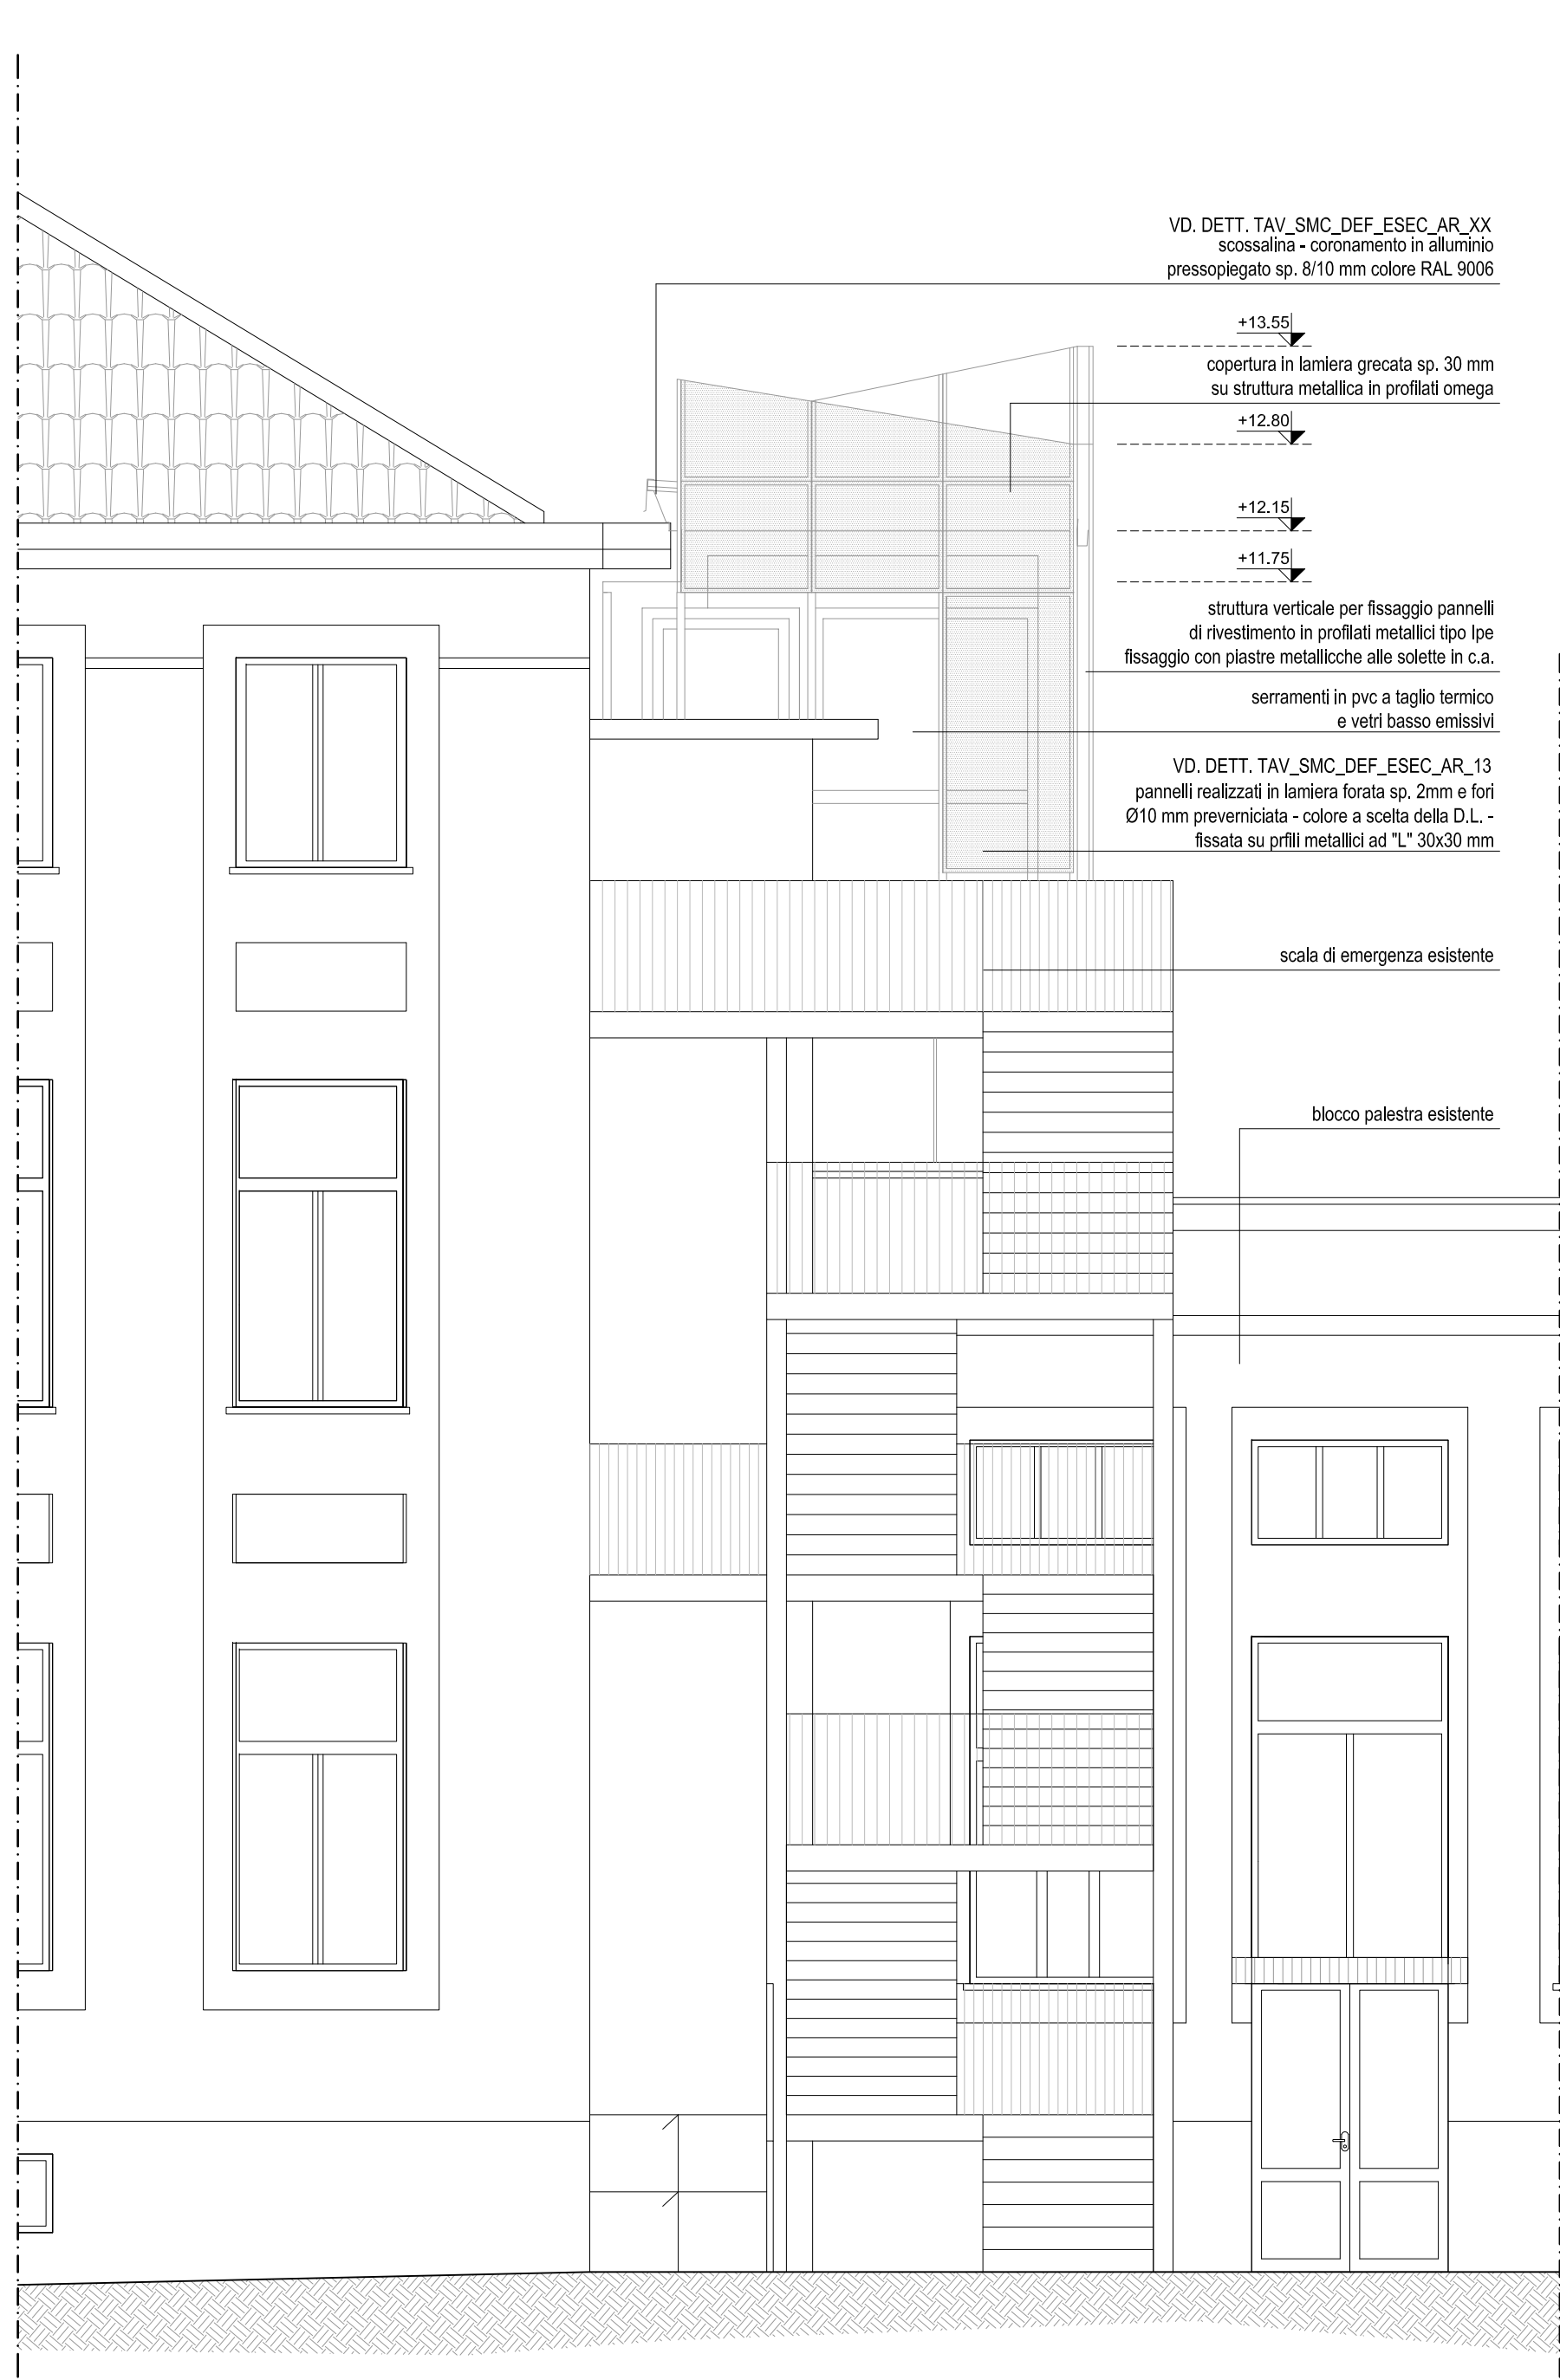 VD. DETT. TAV_SMC_DEF_ESEC_AR_XX
scossalina - coronamento in alluminio
pressopiegato sp. 8/10 mm colore RAL 9006
+13.55
copertura in lamiera grecata sp. 30 mm
su struttura metallica in profilati omega
+12.80
+12.15
+11.75
struttura verticale per fissaggio pannelli
di rivestimento in profilati metallici tipo Ipe
fissaggio con piastre metallicche alle solette in c.a.
serramenti in pvc a taglio termico
e vetri basso emissivi
VD. DETT. TAV_SMC_DEF_ESEC_AR_13
pannelli realizzati in lamiera forata sp. 2mm e fori
Ø10 mm preverniciata - colore a scelta della D.L. -
fissata su prfili metallici ad "L" 30x30 mm
scala di emergenza esistente
blocco palestra esistente